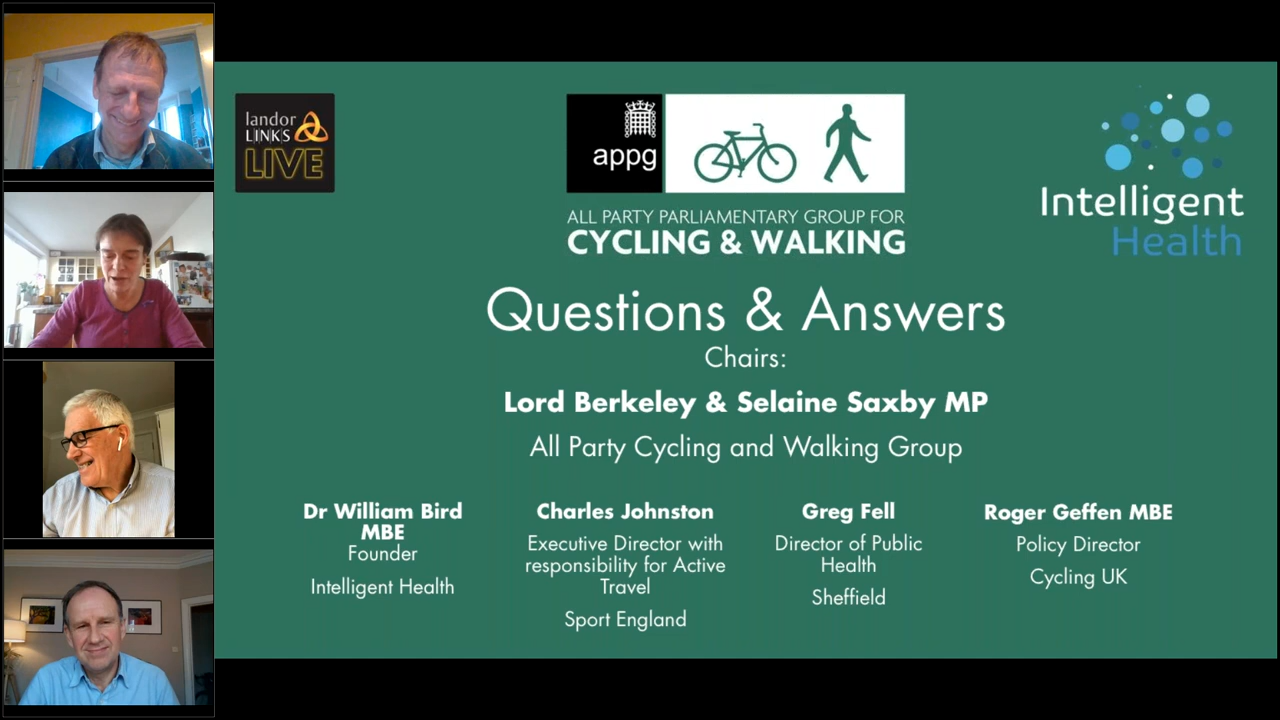 landor
LINKS
LIVE
appg
ALL PARTY PARLIAMENTARY GROUP FOR
CYCLING & WALKING
Intelligent
Health
Questions & Answers
Chairs:
Lord Berkeley & Selaine Saxby MP
All Party Cycling and Walking Group
Dr William Bird
MBE
Founder
Intelligent Health
Charles Johnston
Executive Director with
responsibility for Active
Travel
Sport England
Greg Fell
Director of Public
Health
Sheffield
Roger Geffen MBE
Policy Director
Cycling UK